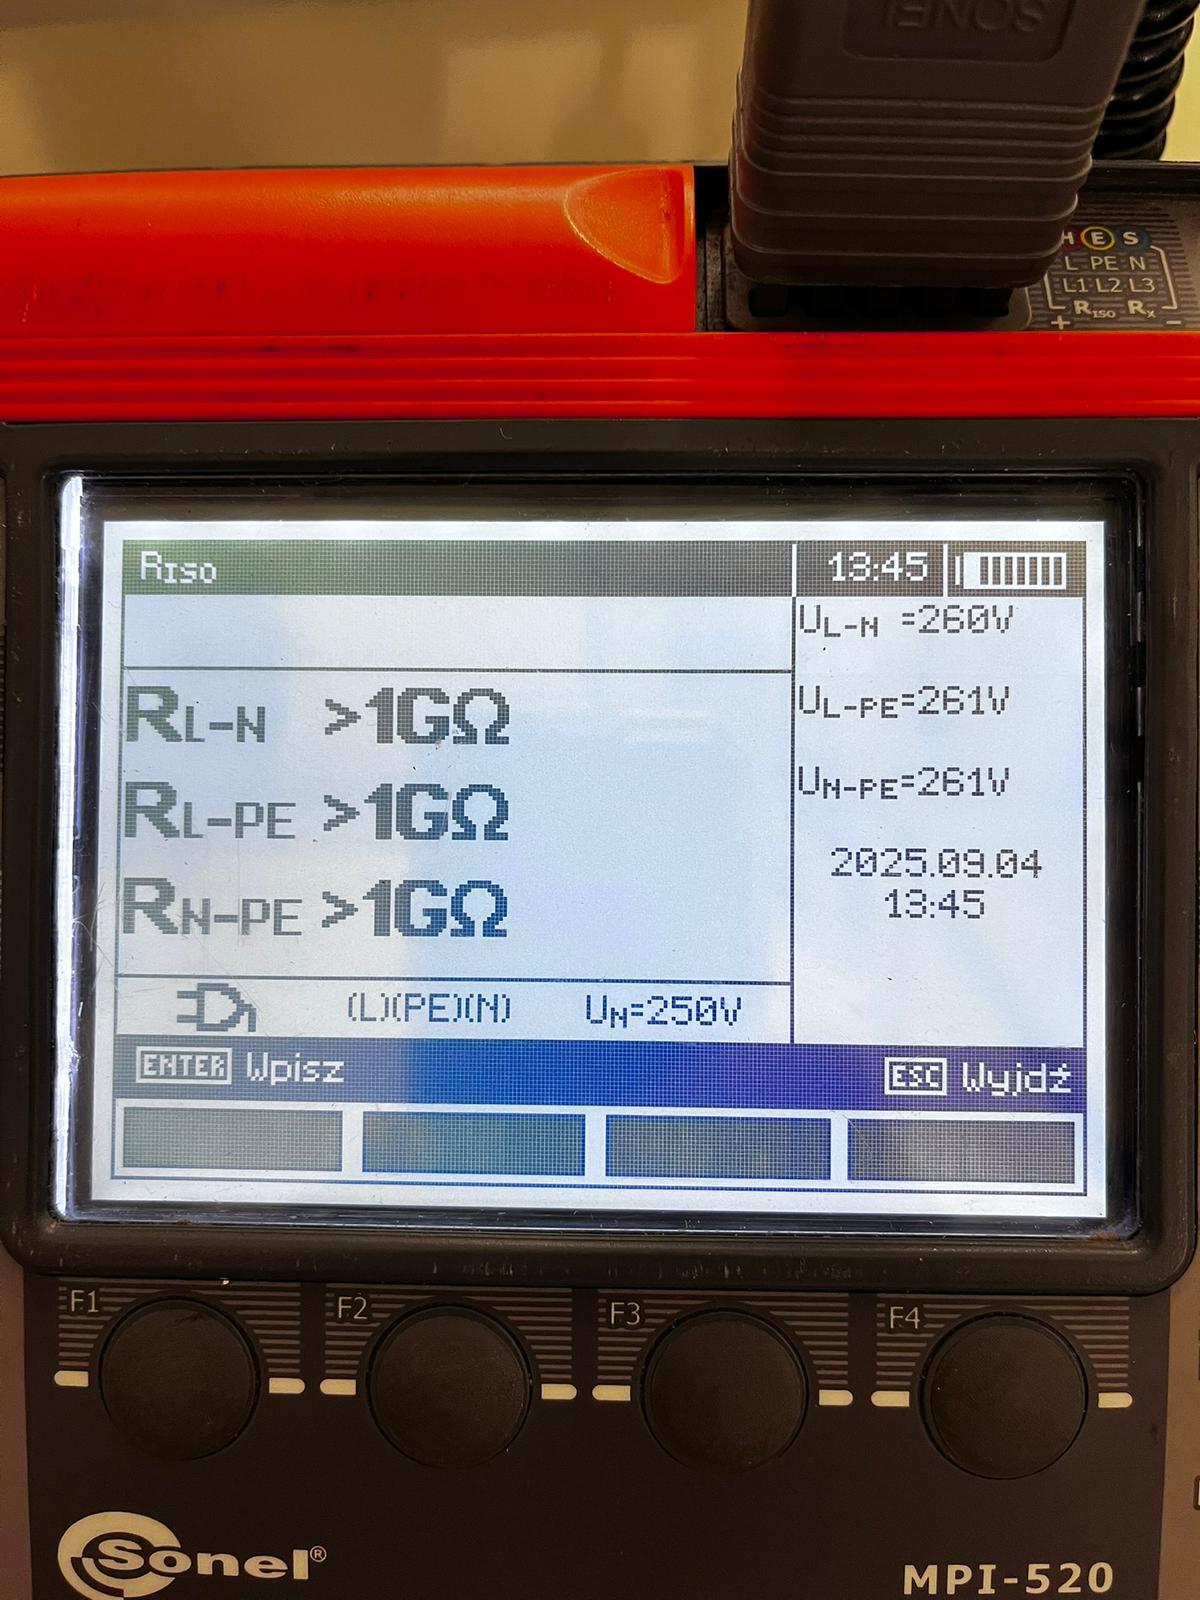 SONEL
H E S
L PE N
L1 L2 L3
RISO RX
+ −
RISO 13:45
UL-N =260V
RL-N >1GΩ
UL-PE=261V
RL-PE >1GΩ
UN-PE=261V
RN-PE >1GΩ
2025.09.04
13:45
(L)(PE)(N) UN=250V
ENTER Wpisz ESC Wyjdź
F1 F2 F3 F4
Sonel®
MPI-520